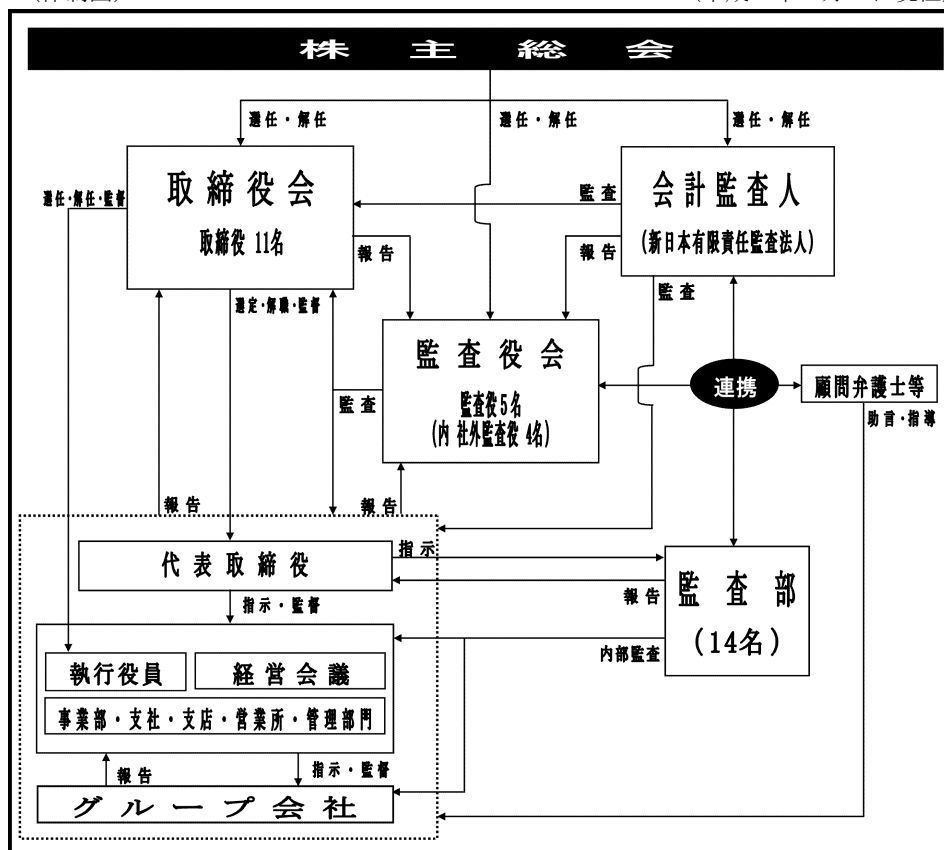 株主総会
選任・解任
選任・解任
選任・解任
取締役会
取締役 11名
会計監査人
(新日本有限責任監査法人)
選任・解任・監督
監査
報告
報告
監査
選定・解職・監督
監査役会
監査役5名
(内 社外監査役 4名)
監査
連携
顧問弁護士等
助言・指導
報告
報告
代表取締役
指示
報告
監査部
(14名)
指示・監督
内部監査
執行役員
経営会議
事業部・支社・支店・営業所・管理部門
報告
指示・監督
グループ会社